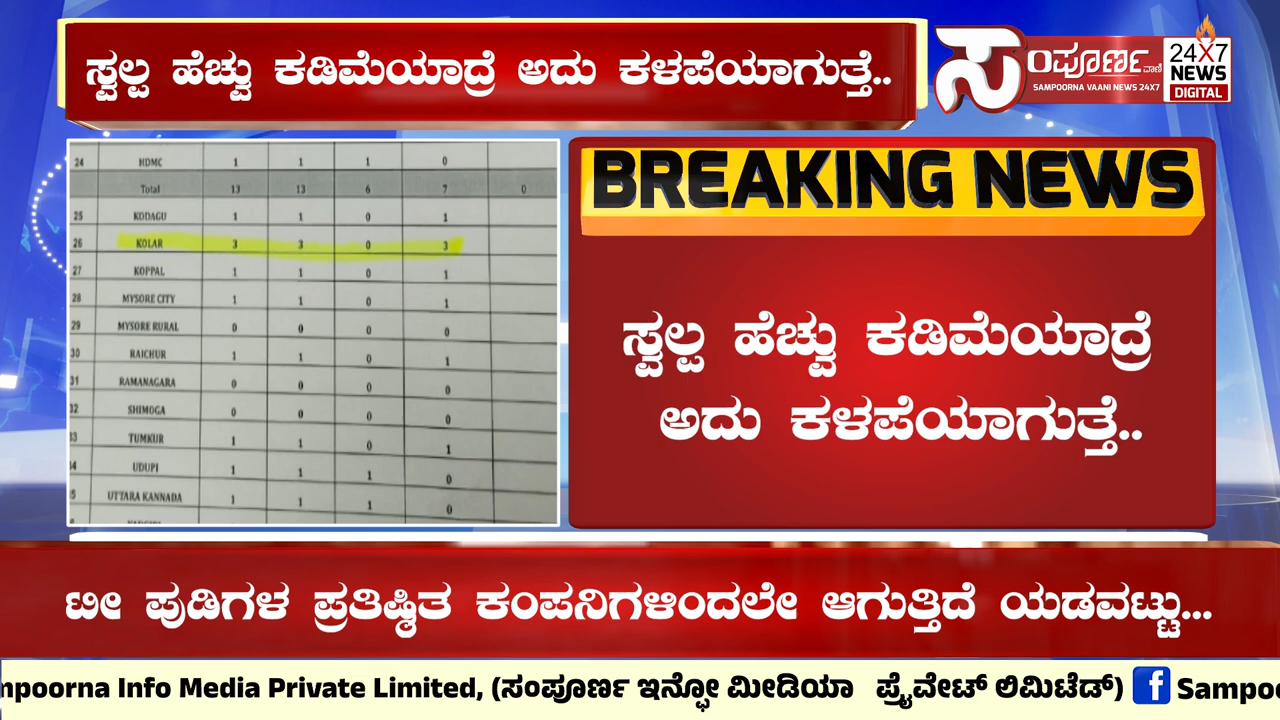 ಸ್ವಲ್ಪ ಹೆಚ್ಚು ಕಡಿಮೆಯಾದ್ರೆ ಅದು ಕಳಪೆಯಾಗುತ್ತೆ..
ಸಂಪೂರ್ಣ ವಾಣಿ
SAMPOORNA VAANI NEWS 24X7
24X7
NEWS
DIGITAL
24 HDMC 1 1 1 0
Total 13 13 6 7 0
25 KODAGU 1 1 0 1
26 KOLAR 3 3 0 3
27 KOPPAL 1 1 0 1
28 MYSORE CITY 1 1 0 1
29 MYSORE RURAL 0 0 0 0
30 RAICHUR 1 1 0 1
31 RAMANAGARA 0 0 0 0
32 SHIMOGA 0 0 0 0
33 TUMKUR 1 1 0 1
4 UDUPI 1 1 1 0
5 UTTARA KANNADA 1 1 1 0
BREAKING NEWS
ಸ್ವಲ್ಪ ಹೆಚ್ಚು ಕಡಿಮೆಯಾದ್ರೆ
ಅದು ಕಳಪೆಯಾಗುತ್ತೆ..
ಟೀ ಪುಡಿಗಳ ಪ್ರತಿಷ್ಠಿತ ಕಂಪನಿಗಳಿಂದಲೇ ಆಗುತ್ತಿದೆ ಯಡವಟ್ಟು...
mpoorna Info Media Private Limited, (ಸಂಪೂರ್ಣ ಇನ್ಫೋ ಮೀಡಿಯಾ ಪ್ರೈವೇಟ್ ಲಿಮಿಟೆಡ್) f Sampoo